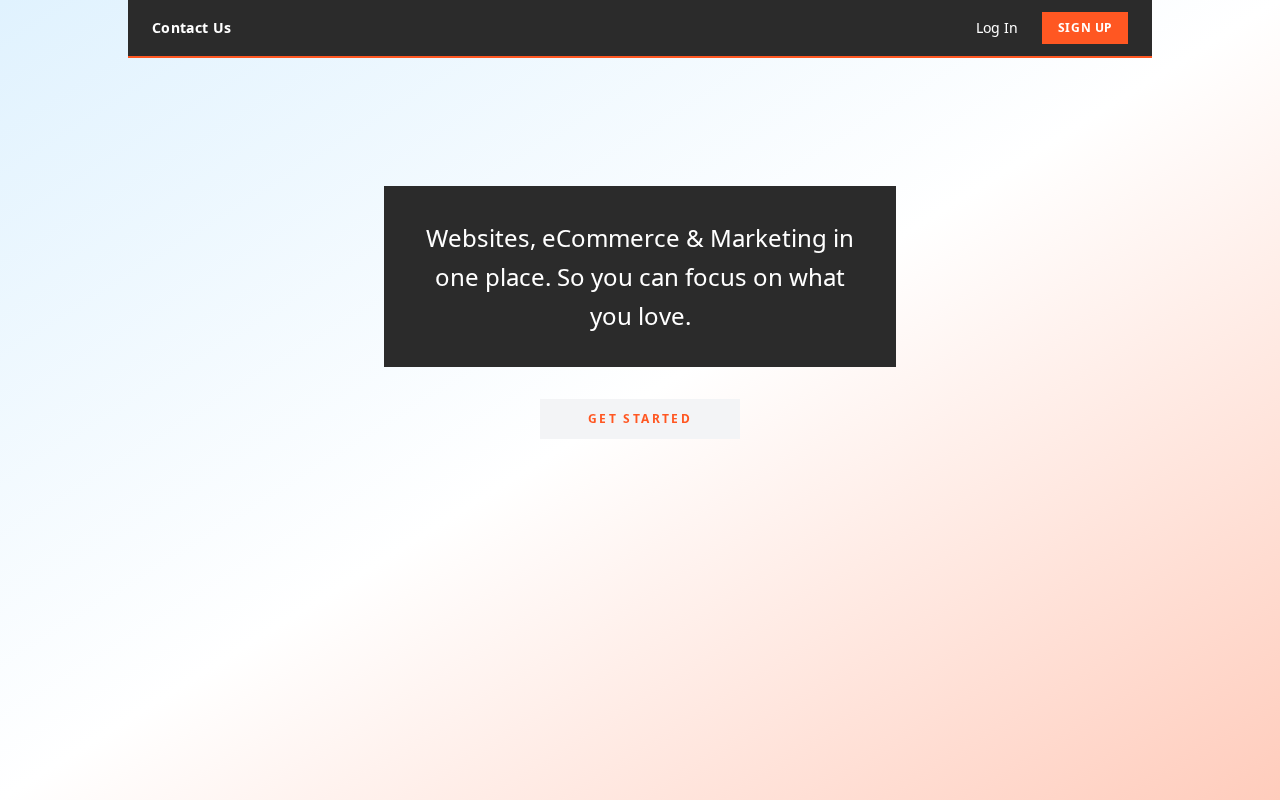 Contact Us
Log In
SIGN UP
Websites, eCommerce & Marketing in
one place. So you can focus on what
you love.
GET STARTED